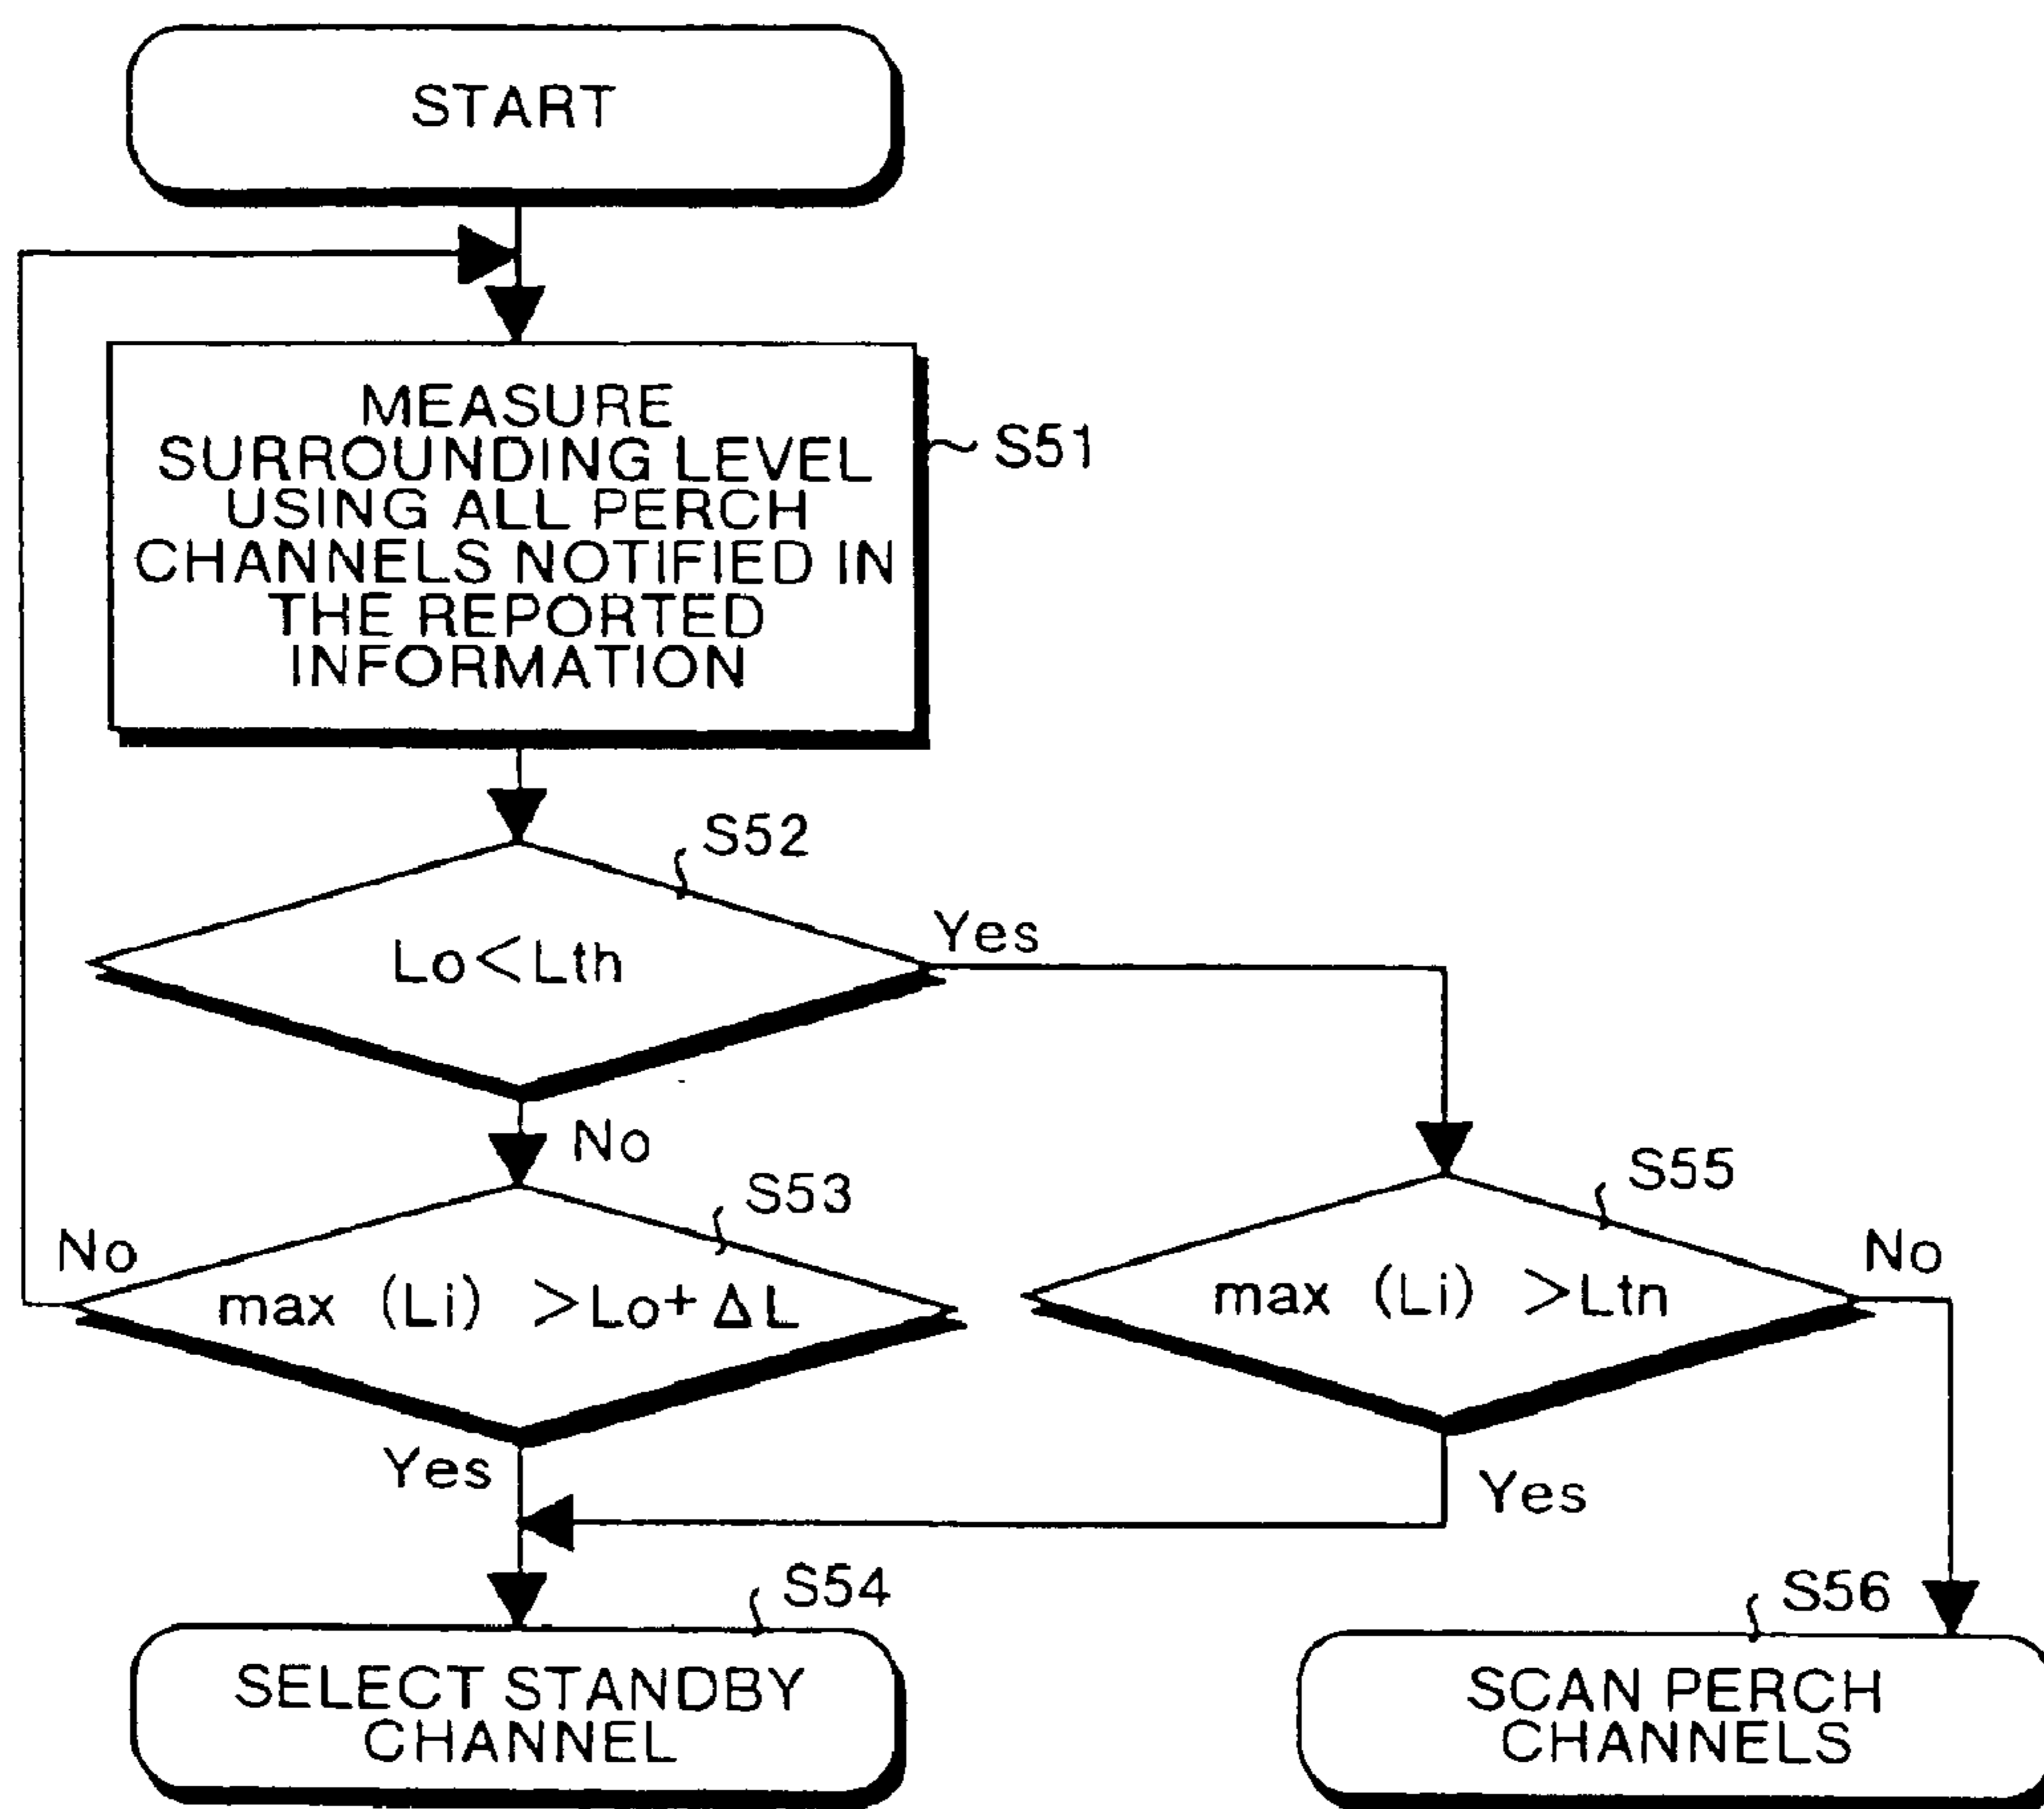 START
MEASURE
SURROUNDING LEVEL
USING ALL PERCH
CHANNELS NOTIFIED IN
THE REPORTED
INFORMATION
S51
S52
Lo<Lth
Yes
No
S53
max (Li) >Lo+ΔL
No
Yes
S55
max (Li) >Ltn
No
Yes
S54
SELECT STANDBY
CHANNEL
S56
SCAN PERCH
CHANNELS